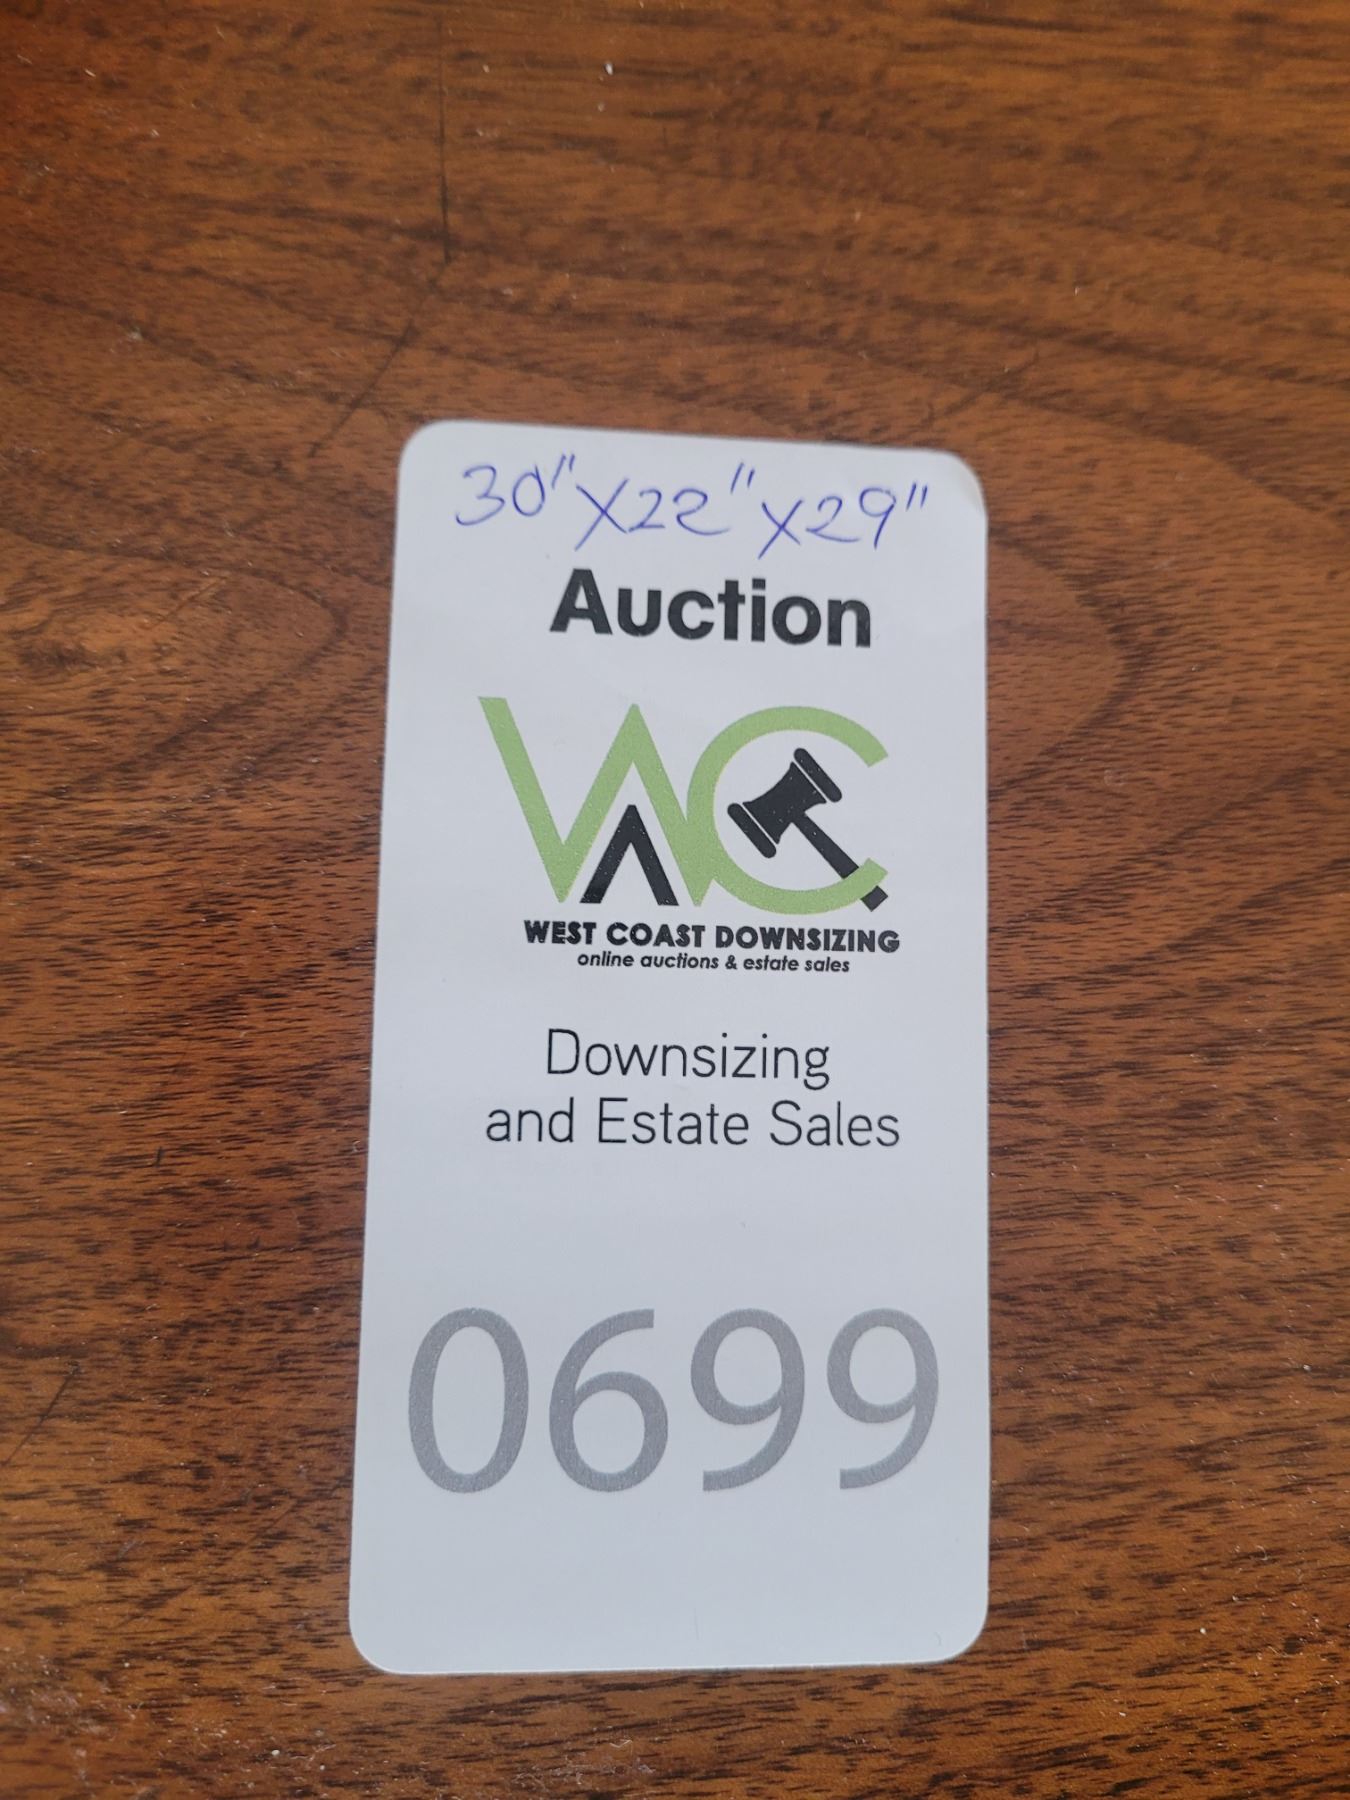 30"X22"X29"
Auction
WC
WEST COAST DOWNSIZING
online auctions & estate sales
Downsizing
and Estate Sales
0699